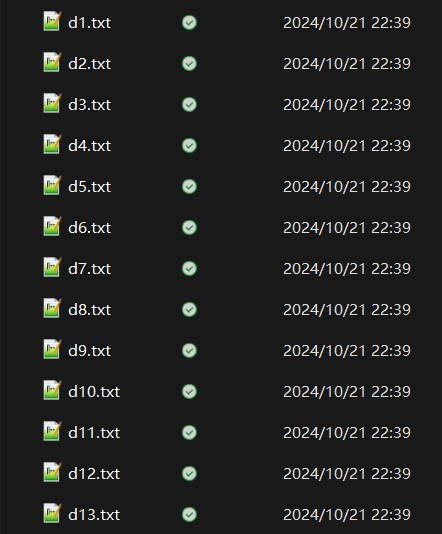 d1.txt 2024/10/21 22:39
d2.txt 2024/10/21 22:39
d3.txt 2024/10/21 22:39
d4.txt 2024/10/21 22:39
d5.txt 2024/10/21 22:39
d6.txt 2024/10/21 22:39
d7.txt 2024/10/21 22:39
d8.txt 2024/10/21 22:39
d9.txt 2024/10/21 22:39
d10.txt 2024/10/21 22:39
d11.txt 2024/10/21 22:39
d12.txt 2024/10/21 22:39
d13.txt 2024/10/21 22:39